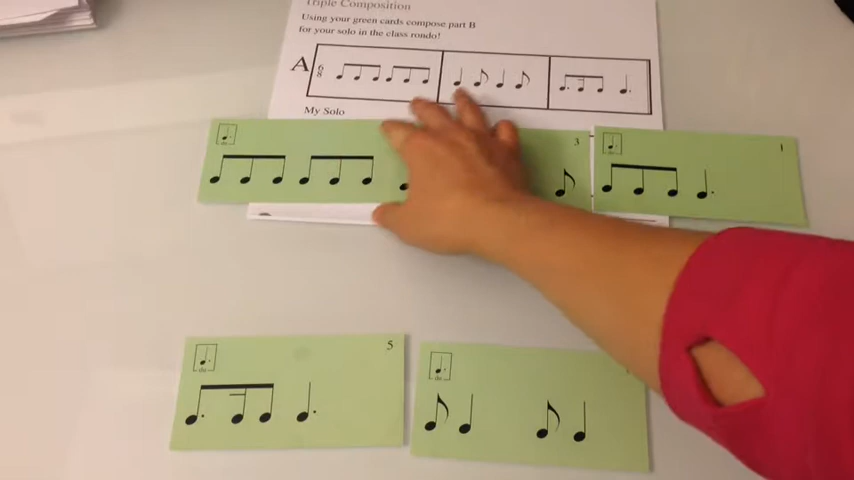 Triple Composition
Using your green cards compose part B
for your solo in the class rondo!
A
6
8
My Solo
3
1
5